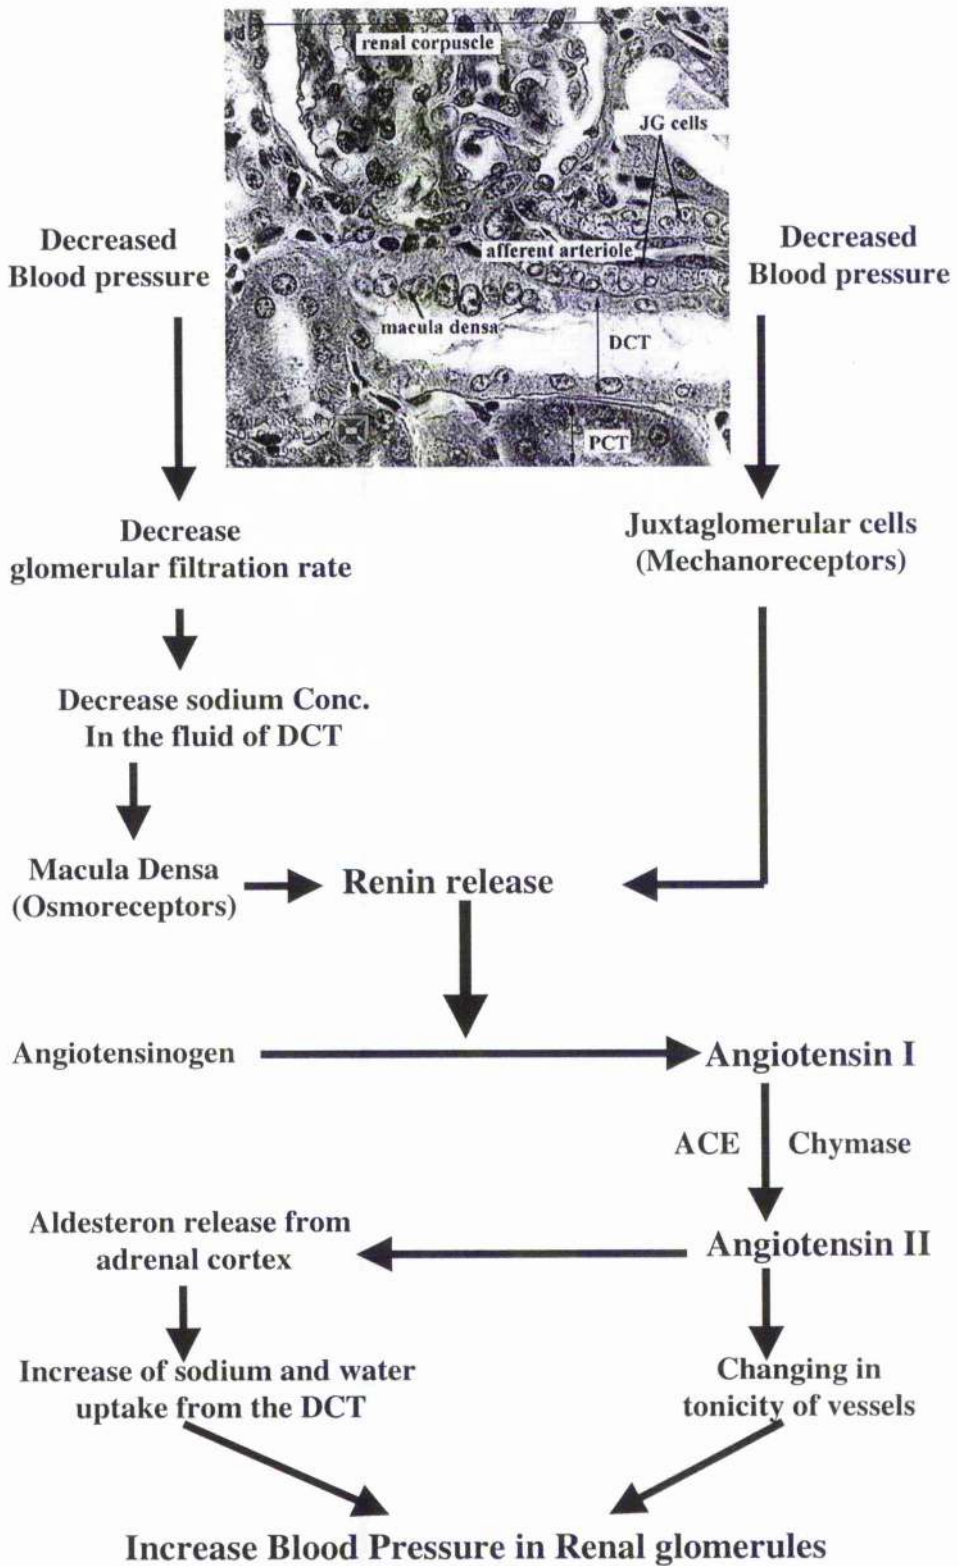 renal corpuscle
JG cells
afferent arteriole
macula densa
DCT
PCT
Decreased
Blood pressure
Decreased
Blood pressure
Decrease
glomerular filtration rate
Juxtaglomerular cells
(Mechanoreceptors)
Decrease sodium Conc.
In the fluid of DCT
Macula Densa
(Osmoreceptors)
Renin release
Angiotensinogen
Angiotensin I
ACE
Chymase
Aldesteron release from
adrenal cortex
Angiotensin II
Increase of sodium and water
uptake from the DCT
Changing in
tonicity of vessels
Increase Blood Pressure in Renal glomerules